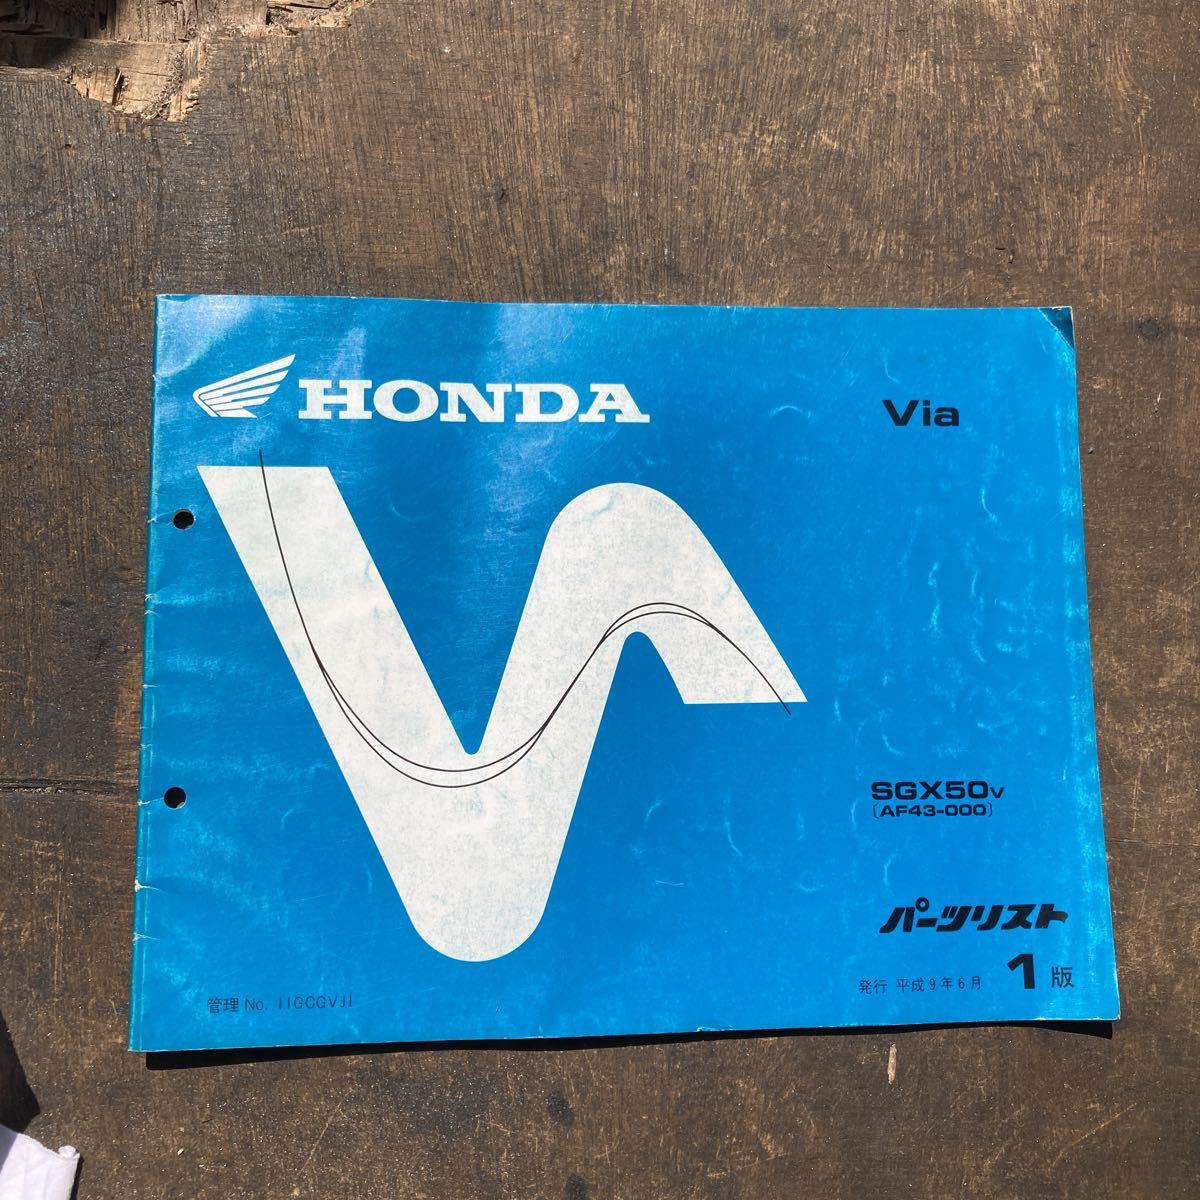 HONDA
Via
SGX50V
[AF43-000]
パーツリスト
発行 平成9年6月 1版
管理 No. 11GCGVJ1